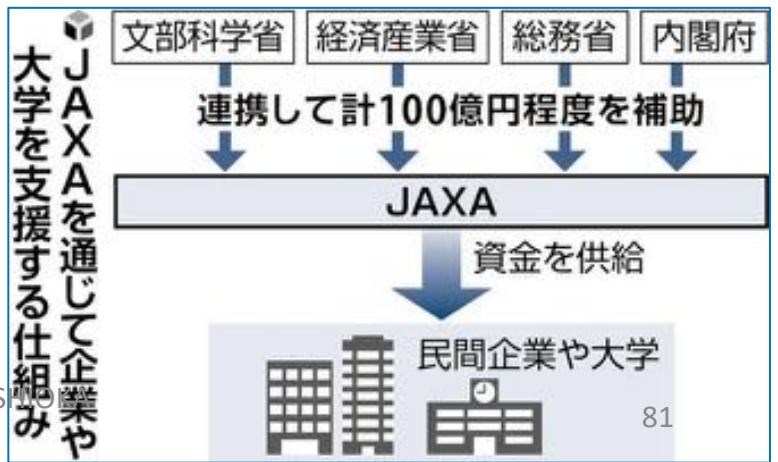 JAXAを通じて企業や
大学を支援する仕組み
文部科学省
経済産業省
総務省
内閣府
連携して計100億円程度を補助
JAXA
資金を供給
民間企業や大学
81